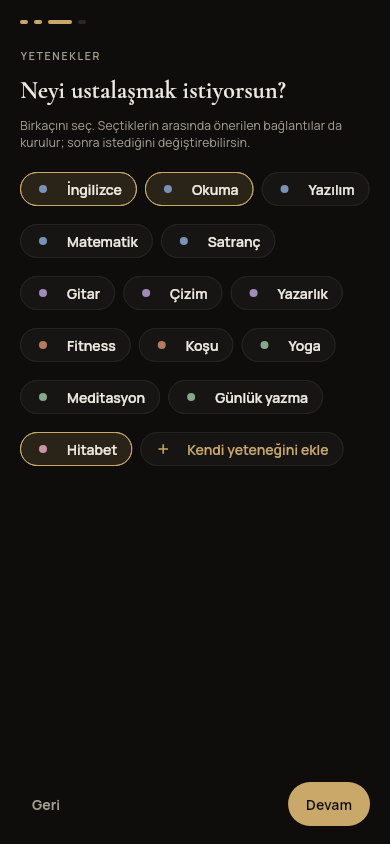 YETENEKLER
Neyi ustalaşmak istiyorsun?
Birkaçını seç. Seçtiklerin arasında önerilen bağlantılar da
kurulur; sonra istediğini değiştirebilirsin.
İngilizce Okuma Yazılım
Matematik Satranç
Gitar Çizim Yazarlık
Fitness Koşu Yoga
Meditasyon Günlük yazma
Hitabet + Kendi yeteneğini ekle
Geri Devam